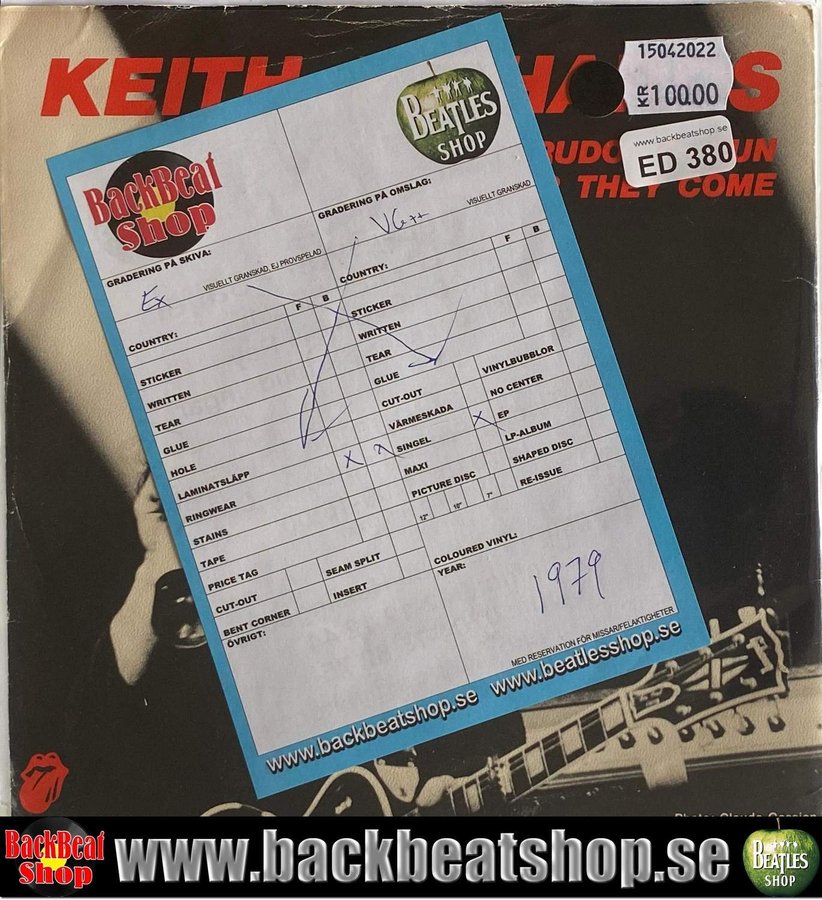 KEITH
15042022
KR 100.00
www.backbeatshop.se
ED 380
UN
THEY COME
BEATLES
SHOP
BackBeat
Shop
GRADERING PÅ SKIVA:
VISUELLT GRANSKAD, EJ PROVSPELAD
Ex
GRADERING PÅ OMSLAG:
VISUELLT GRANSKAD
VG++
COUNTRY:
F B
STICKER
WRITTEN
TEAR
GLUE
HOLE
LAMINATSLÄPP
RINGWEAR
STAINS
TAPE
PRICE TAG
SEAM SPLIT
CUT-OUT
INSERT
BENT CORNER
ÖVRIGT:
COUNTRY:
F B
STICKER
WRITTEN
TEAR
GLUE
VINYLBUBBLOR
CUT-OUT
NO CENTER
VÄRMESKADA
X EP
X SINGEL
LP-ALBUM
MAXI
SHAPED DISC
PICTURE DISC
RE-ISSUE
12" 10" 7"
COLOURED VINYL:
YEAR:
1979
MED RESERVATION FÖR MISSAR/FELAKTIGHETER
www.backbeatshop.se www.beatlesshop.se
BackBeat
Shop
www.backbeatshop.se
BEATLES
SHOP